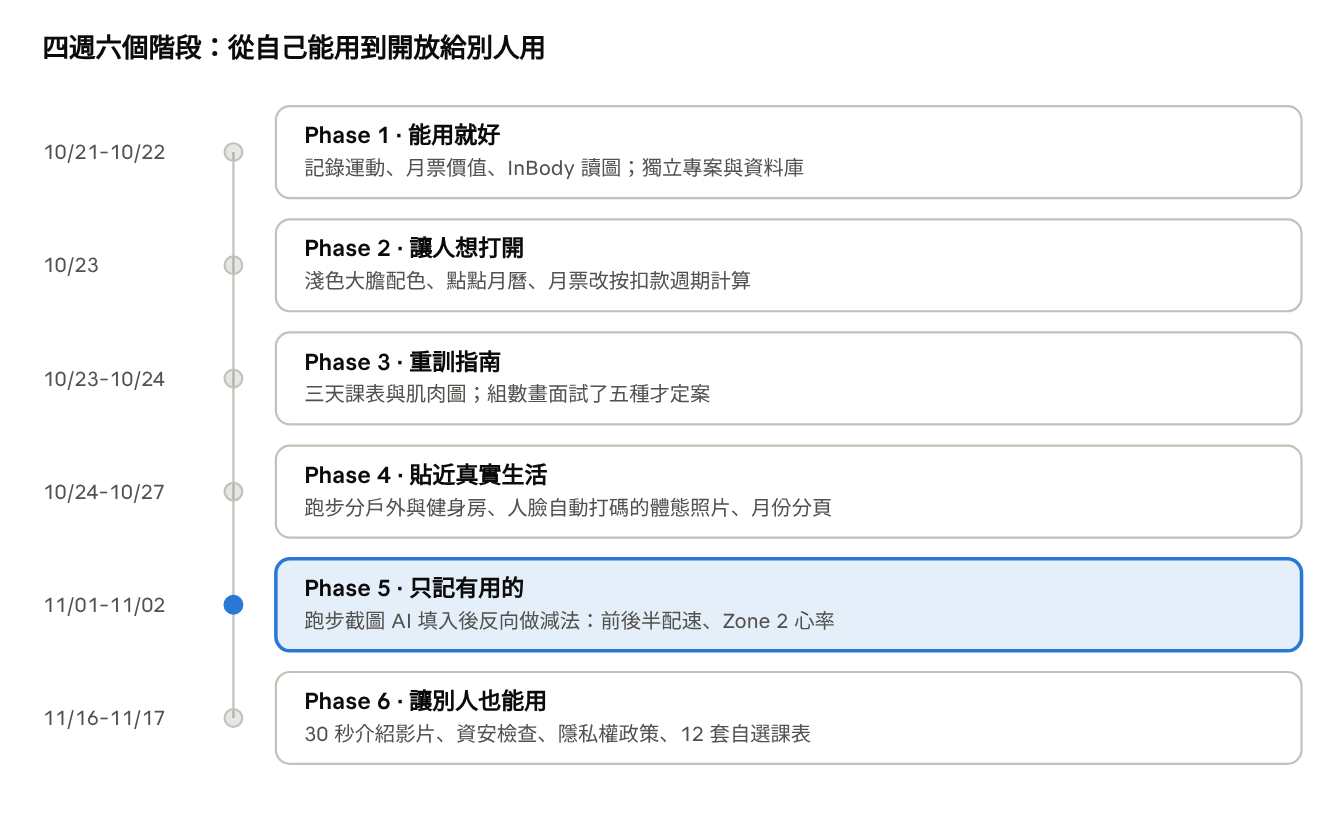 四週六個階段：從自己能用到開放給別人用
10/21-10/22
Phase 1 · 能用就好
記錄運動、月票價值、InBody 讀圖；獨立專案與資料庫
10/23
Phase 2 · 讓人想打開
淺色大膽配色、點點月曆、月票改按扣款週期計算
10/23-10/24
Phase 3 · 重訓指南
三天課表與肌肉圖；組數畫面試了五種才定案
10/24-10/27
Phase 4 · 貼近真實生活
跑步分戶外與健身房、人臉自動打碼的體態照片、月份分頁
11/01-11/02
Phase 5 · 只記有用的
跑步截圖 AI 填入後反向做減法：前後半配速、Zone 2 心率
11/16-11/17
Phase 6 · 讓別人也能用
30 秒介紹影片、資安檢查、隱私權政策、12 套自選課表